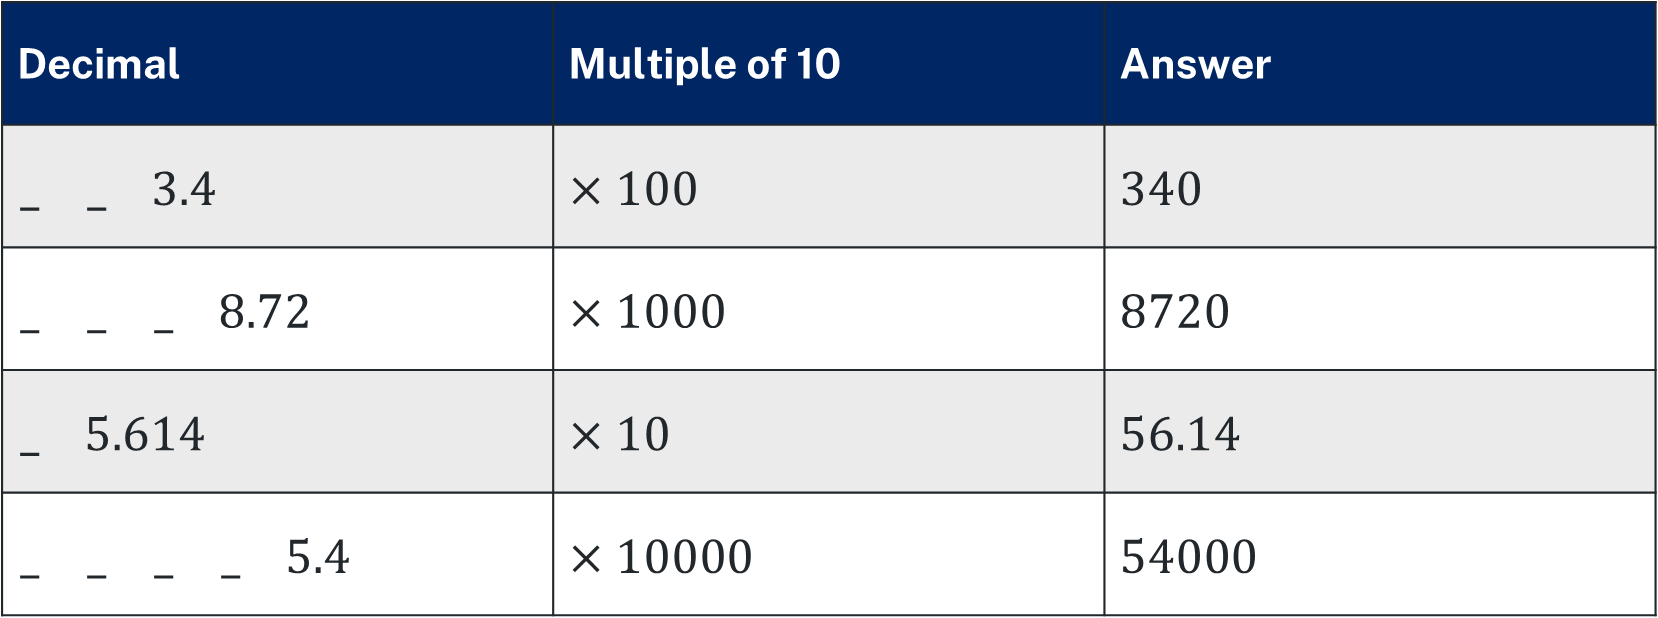 Decimal Multiple of 10 Answer
_ _ 3.4 × 100 340
_ _ _ 8.72 × 1000 8720
_ 5.614 × 10 56.14
_ _ _ _ 5.4 × 10000 54000